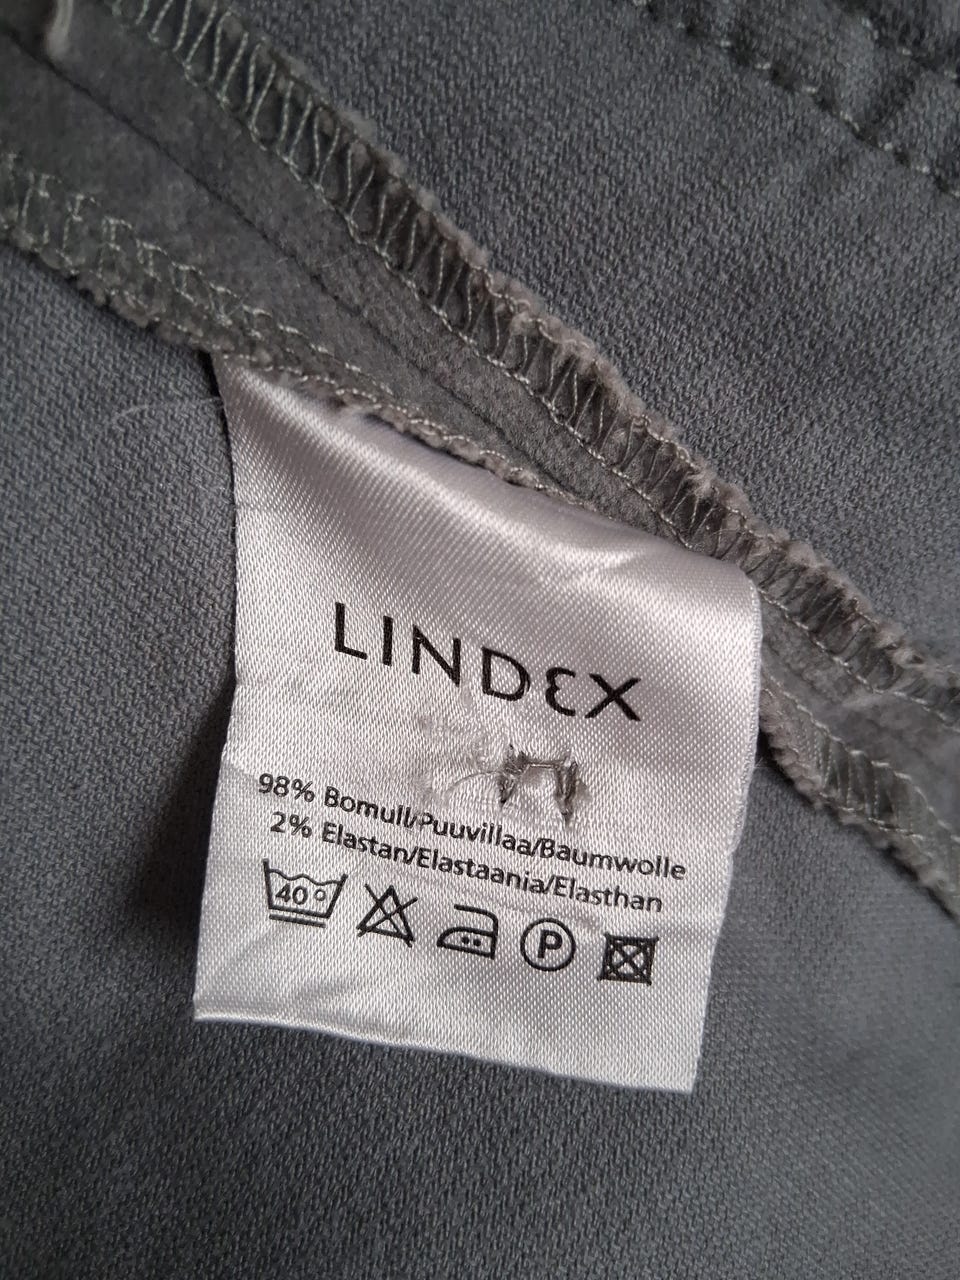 LINDEX
98% Bomull/Puuvillaa/Baumwolle
2% Elastan/Elastaania/Elasthan
40°
P